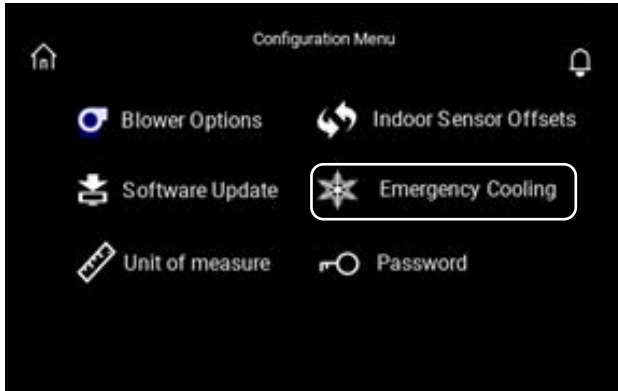 Configuration Menu
Blower Options
Indoor Sensor Offsets
Software Update
Emergency Cooling
Unit of measure
Password